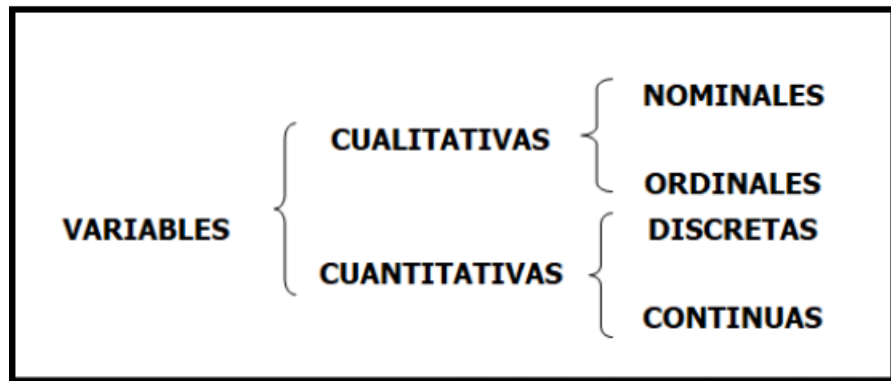 VARIABLES
CUALITATIVAS
NOMINALES
ORDINALES
CUANTITATIVAS
DISCRETAS
CONTINUAS